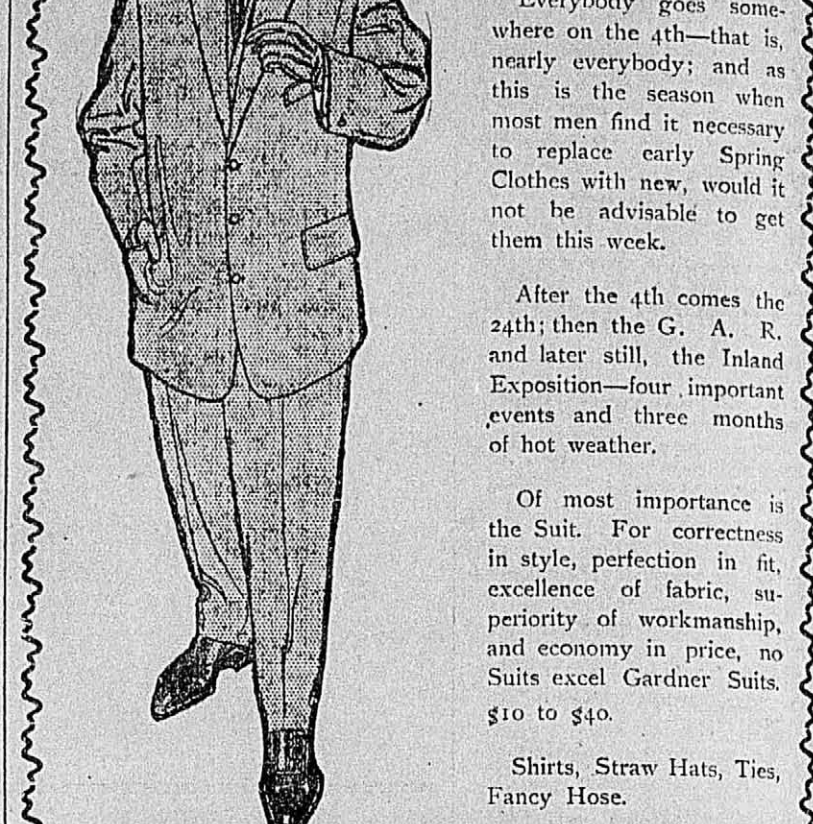 Everybody goes some-
where on the 4th—that is,
nearly everybody; and as
this is the season when
most men find it necessary
to replace early Spring
Clothes with new, would it
not be advisable to get
them this week.
After the 4th comes the
24th; then the G. A. R.
and later still, the Inland
Exposition—four important
events and three months
of hot weather.
Of most importance is
the Suit. For correctness
in style, perfection in fit,
excellence of fabric, su-
periority of workmanship,
and economy in price, no
Suits excel Gardner Suits.
$10 to $40.
Shirts, Straw Hats, Ties,
Fancy Hose.